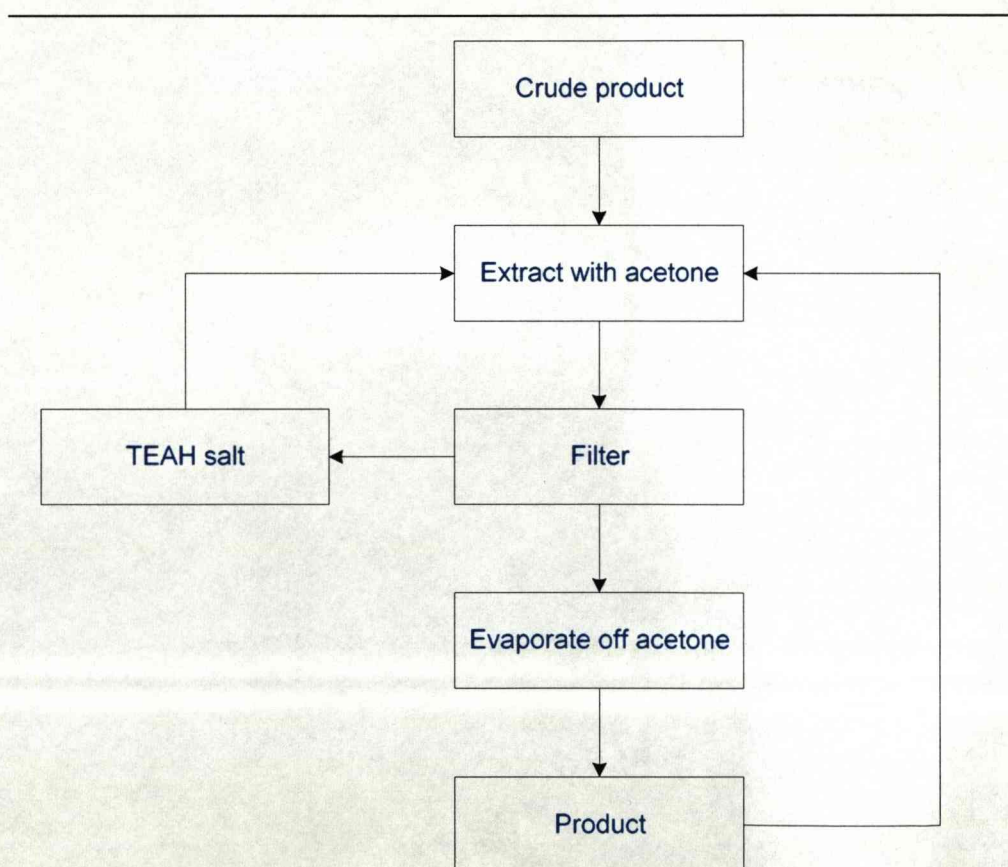 Crude product
Extract with acetone
TEAH salt
Filter
Evaporate off acetone
Product